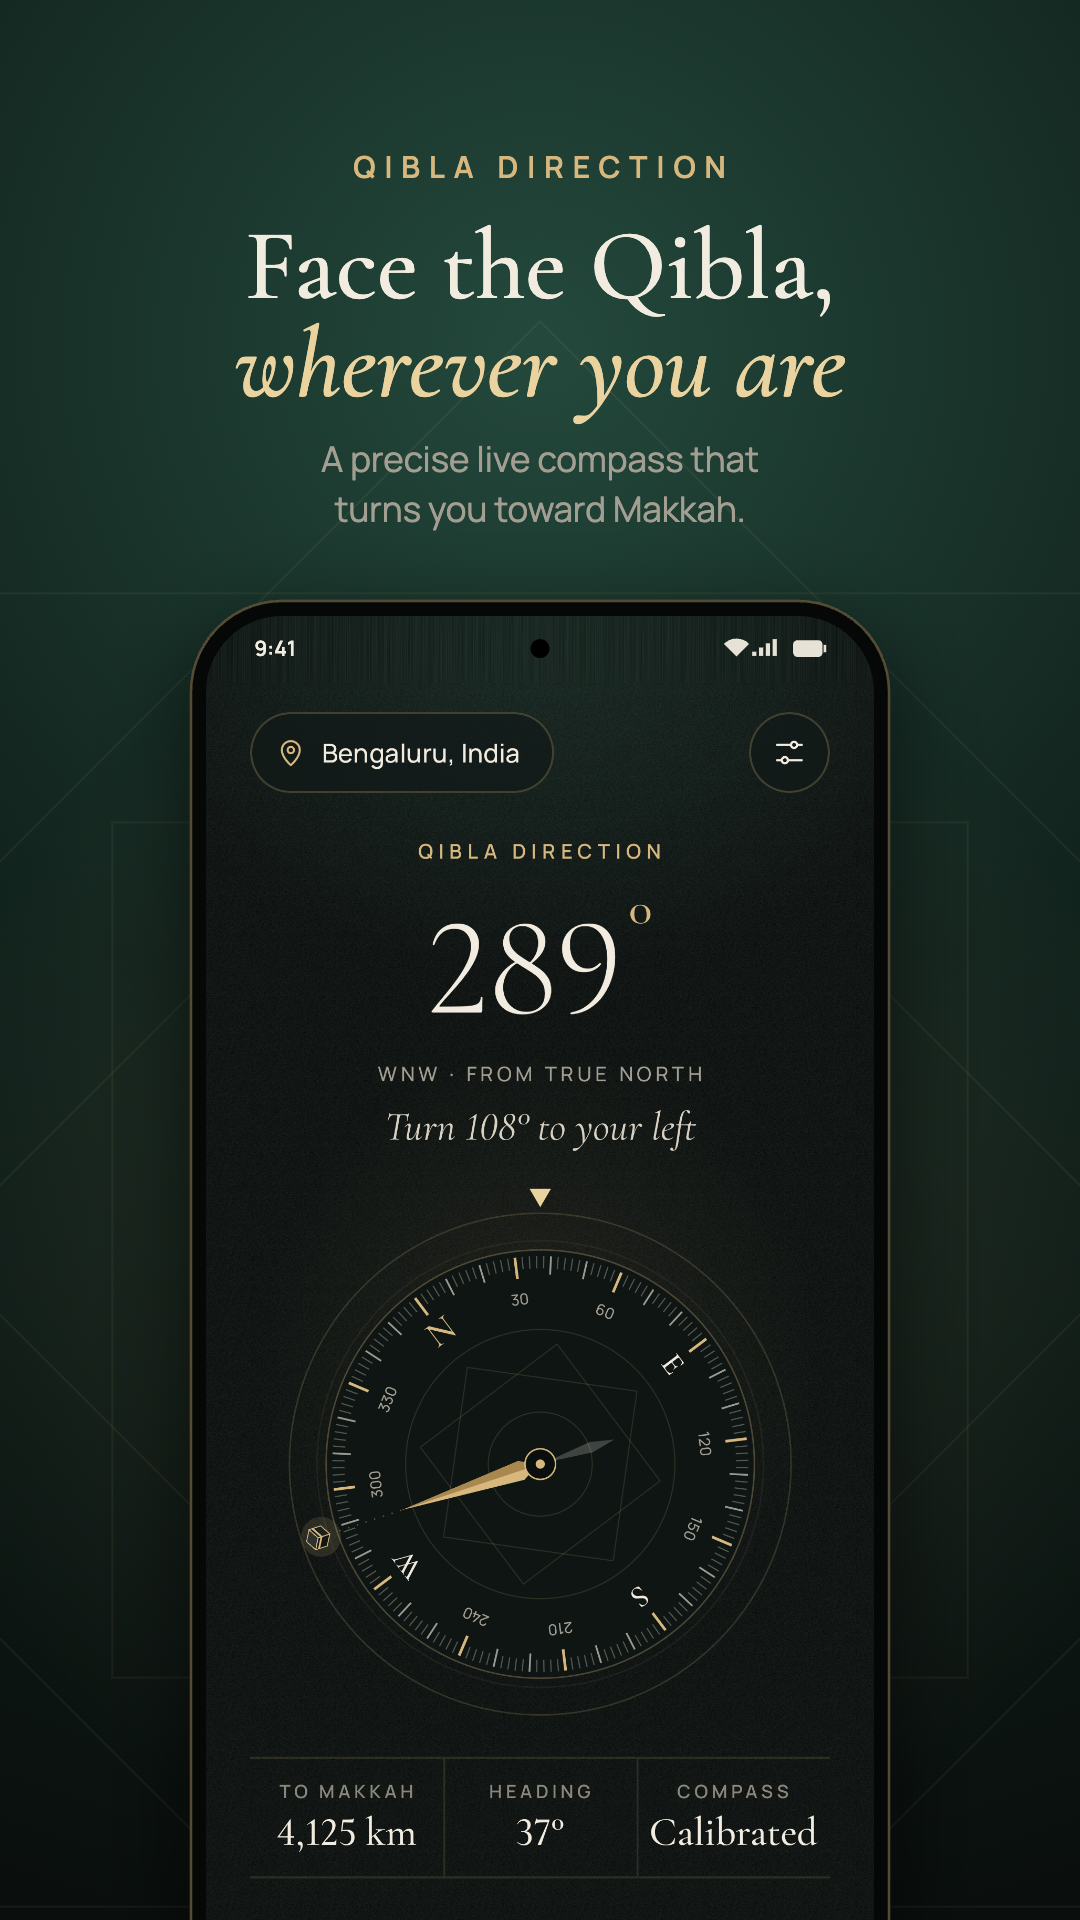 QIBLA DIRECTION
Face the Qibla,
wherever you are
A precise live compass that
turns you toward Makkah.
9:41
Bengaluru, India
QIBLA DIRECTION
289°
WNW · FROM TRUE NORTH
Turn 108° to your left
N
30
60
E
120
150
S
210
240
W
300
330
TO MAKKAH
4,125 km
HEADING
37°
COMPASS
Calibrated